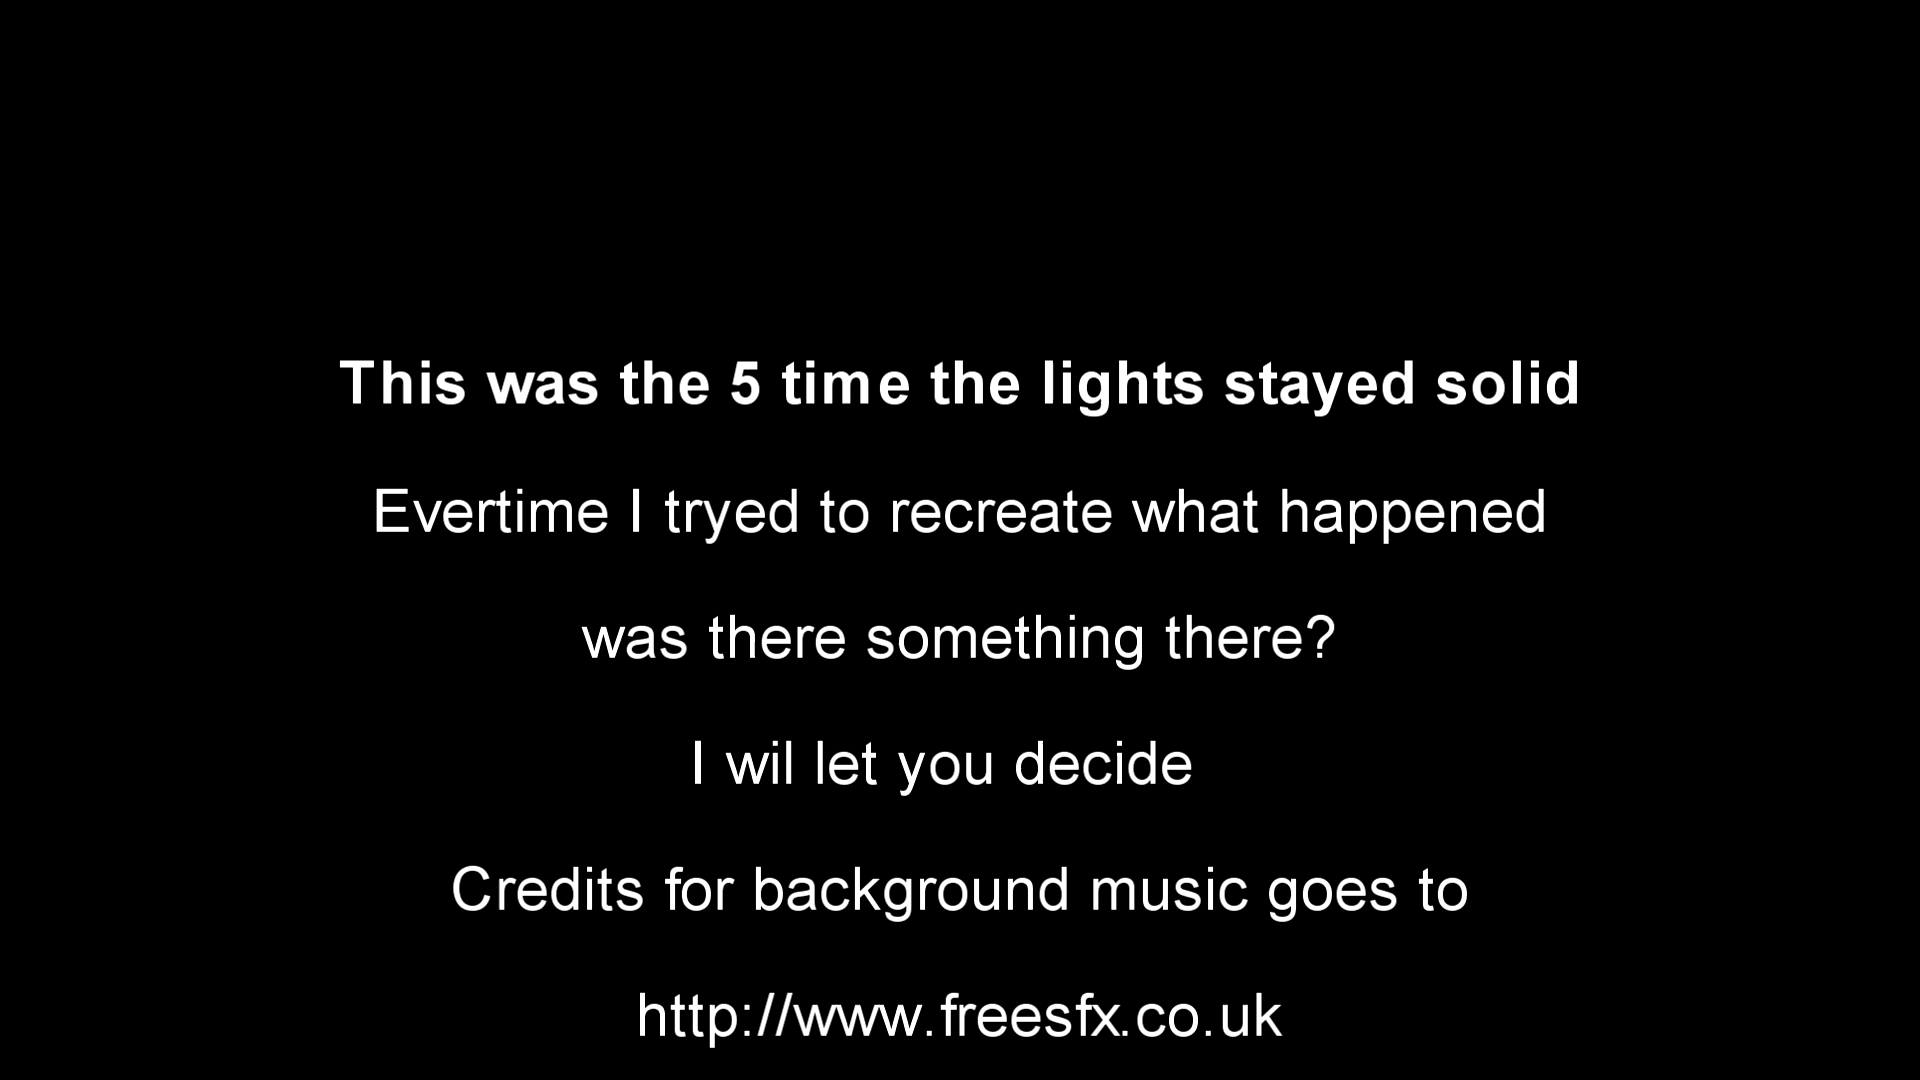 This was the 5 time the lights stayed solid
Evertime I tryed to recreate what happened
was there something there?
I wil let you decide
Credits for background music goes to
http://www.freesfx.co.uk